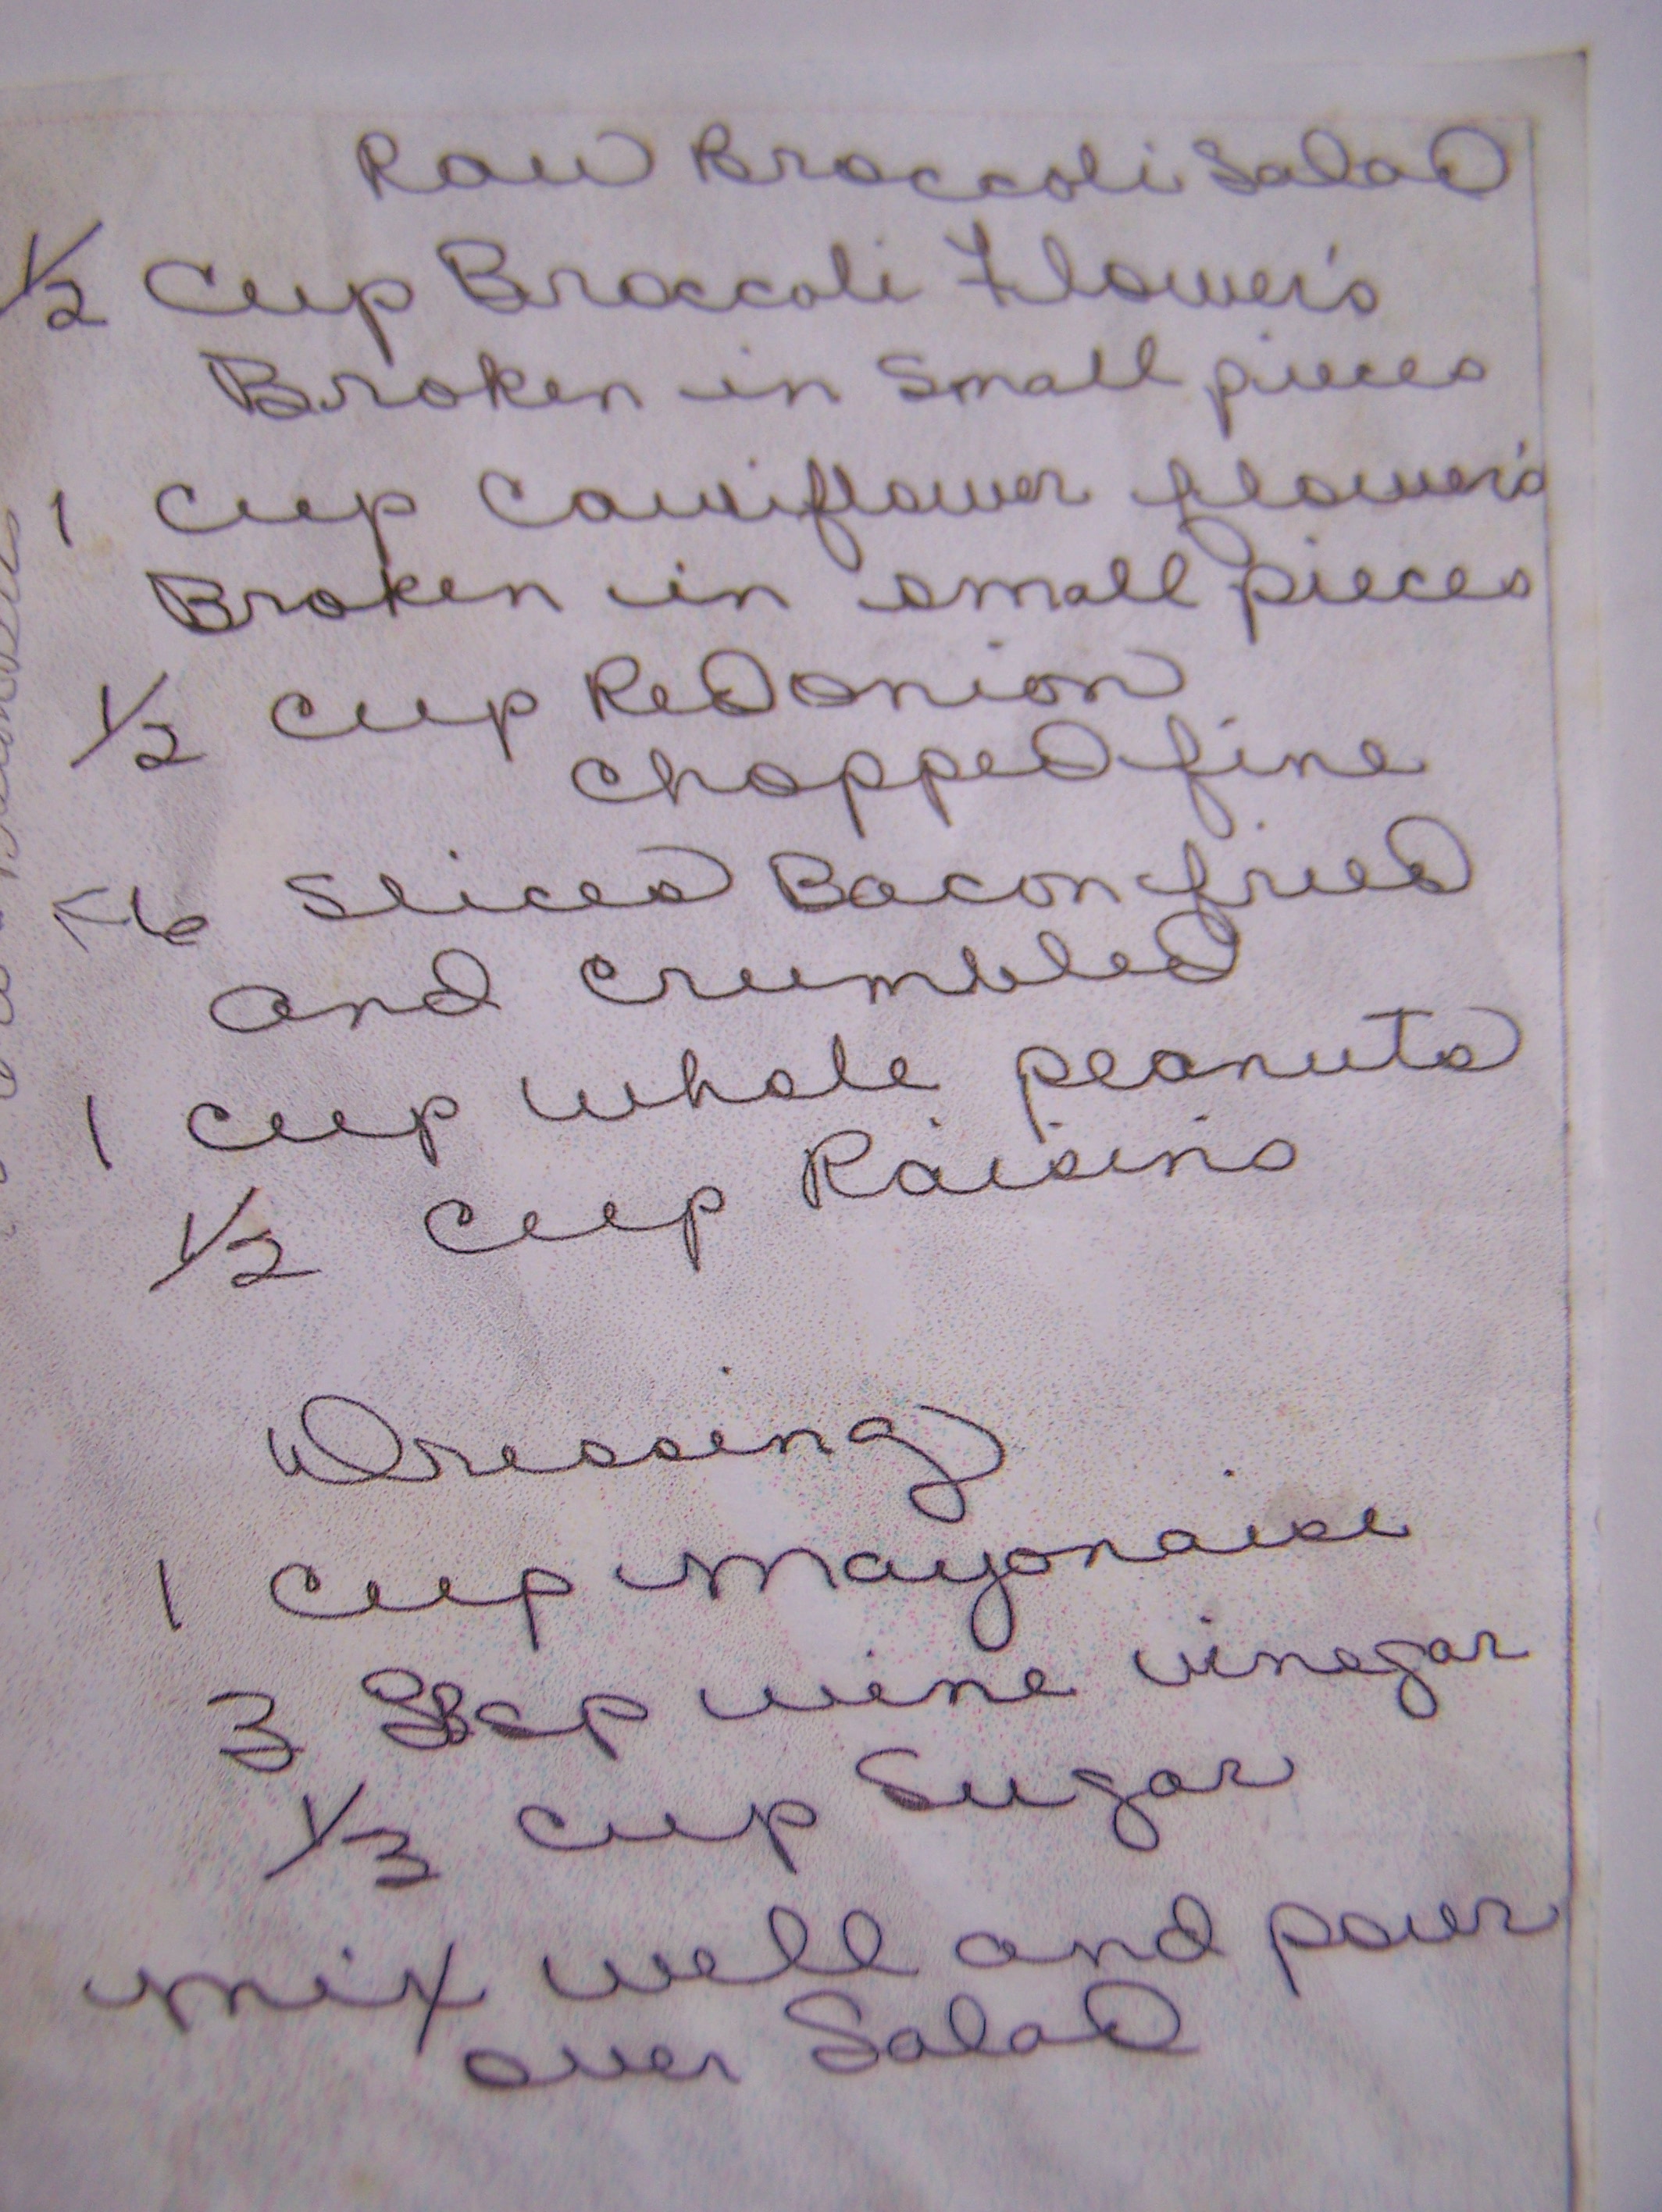 Raw Broccoli Salad
1/2 Cup Broccoli Flower's
Broken in Small pieces
1 Cup Cauliflower flower's
Broken in small pieces
1/2 cup Red onion
chopped fine
6 Slices Bacon fried
and crumbled
1 cup whole peanuts
1/2 Cup Raisins
Dressing
1 Cup Mayonaise
3 wine vinegar
1/3 cup Sugar
mix well and pour
over Salad